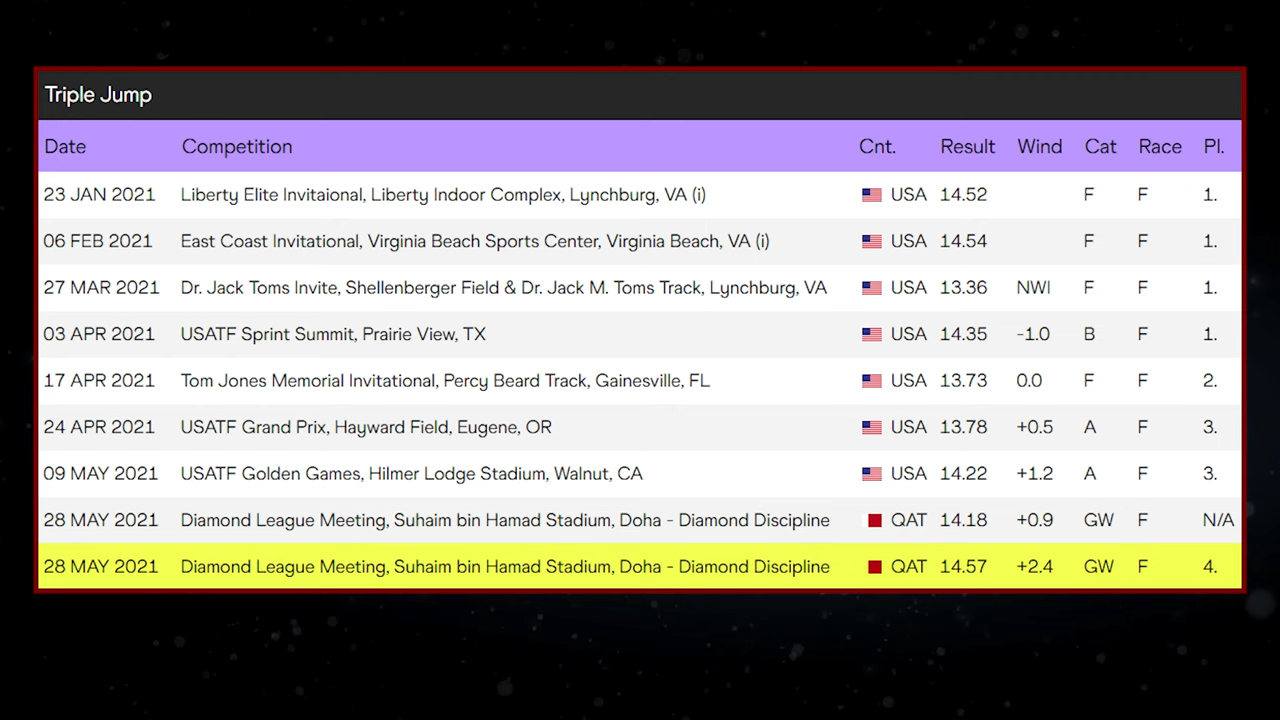 Triple Jump
Date Competition Cnt. Result Wind Cat Race Pl.
23 JAN 2021 Liberty Elite Invitaional, Liberty Indoor Complex, Lynchburg, VA (i) USA 14.52 F F 1.
06 FEB 2021 East Coast Invitational, Virginia Beach Sports Center, Virginia Beach, VA (i) USA 14.54 F F 1.
27 MAR 2021 Dr. Jack Toms Invite, Shellenberger Field & Dr. Jack M. Toms Track, Lynchburg, VA USA 13.36 NWI F F 1.
03 APR 2021 USATF Sprint Summit, Prairie View, TX USA 14.35 -1.0 B F 1.
17 APR 2021 Tom Jones Memorial Invitational, Percy Beard Track, Gainesville, FL USA 13.73 0.0 F F 2.
24 APR 2021 USATF Grand Prix, Hayward Field, Eugene, OR USA 13.78 +0.5 A F 3.
09 MAY 2021 USATF Golden Games, Hilmer Lodge Stadium, Walnut, CA USA 14.22 +1.2 A F 3.
28 MAY 2021 Diamond League Meeting, Suhaim bin Hamad Stadium, Doha - Diamond Discipline QAT 14.18 +0.9 GW F N/A
28 MAY 2021 Diamond League Meeting, Suhaim bin Hamad Stadium, Doha - Diamond Discipline QAT 14.57 +2.4 GW F 4.